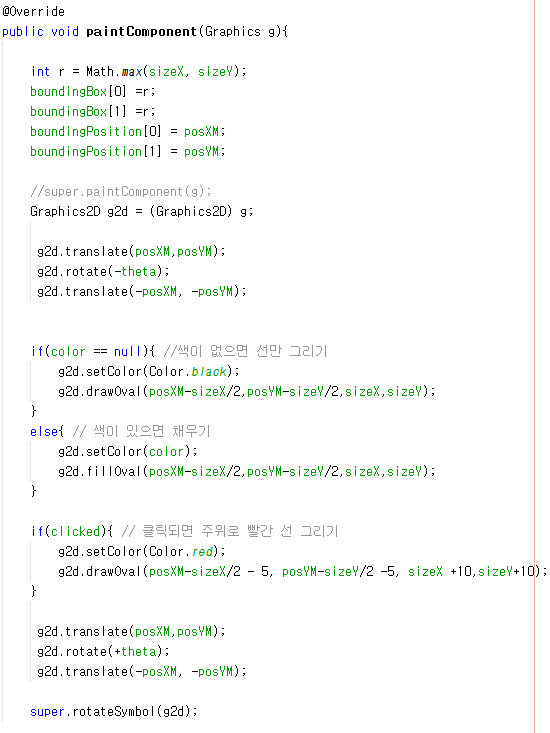 @Override
public void paintComponent(Graphics g){
int r = Math.max(sizeX, sizeY);
boundingBox[0] =r;
boundingBox[1] =r;
boundingPosition[0] = posXM;
boundingPosition[1] = posYM;
//super.paintComponent(g);
Graphics2D g2d = (Graphics2D) g;
g2d.translate(posXM,posYM);
g2d.rotate(-theta);
g2d.translate(-posXM, -posYM);
if(color == null){ //색이 없으면 선만 그리기
g2d.setColor(Color.black);
g2d.drawOval(posXM-sizeX/2,posYM-sizeY/2,sizeX,sizeY);
}
else{ // 색이 있으면 채우기
g2d.setColor(color);
g2d.fillOval(posXM-sizeX/2,posYM-sizeY/2,sizeX,sizeY);
}
if(clicked){ // 클릭되면 주위로 빨간 선 그리기
g2d.setColor(Color.red);
g2d.drawOval(posXM-sizeX/2 - 5, posYM-sizeY/2 -5, sizeX +10,sizeY+10);
}
g2d.translate(posXM,posYM);
g2d.rotate(+theta);
g2d.translate(-posXM, -posYM);
super.rotateSymbol(g2d);